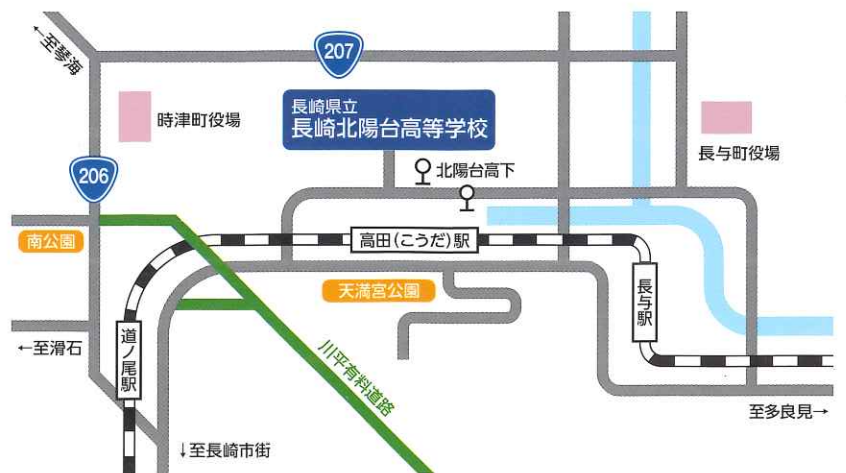 ←至琴海
207
時津町役場
長崎県立
長崎北陽台高等学校
北陽台高下
長与町役場
206
南公園
高田(こうだ)駅
天満宮公園
長与駅
←至滑石
道ノ尾駅
川平有料道路
至多良見→
↓至長崎市街